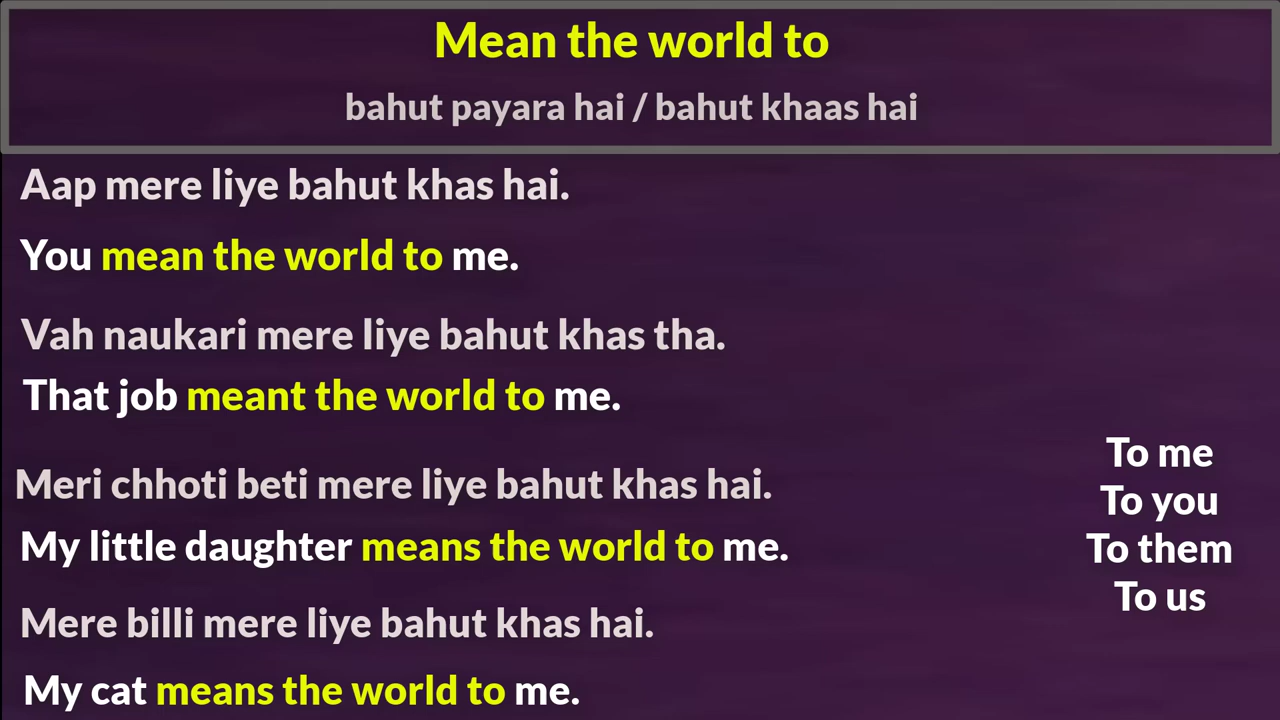 Mean the world to
bahut payara hai / bahut khaas hai
Aap mere liye bahut khas hai.
You mean the world to me.
Vah naukari mere liye bahut khas tha.
That job meant the world to me.
Meri chhoti beti mere liye bahut khas hai.
My little daughter means the world to me.
Mere billi mere liye bahut khas hai.
My cat means the world to me.
To me
To you
To them
To us